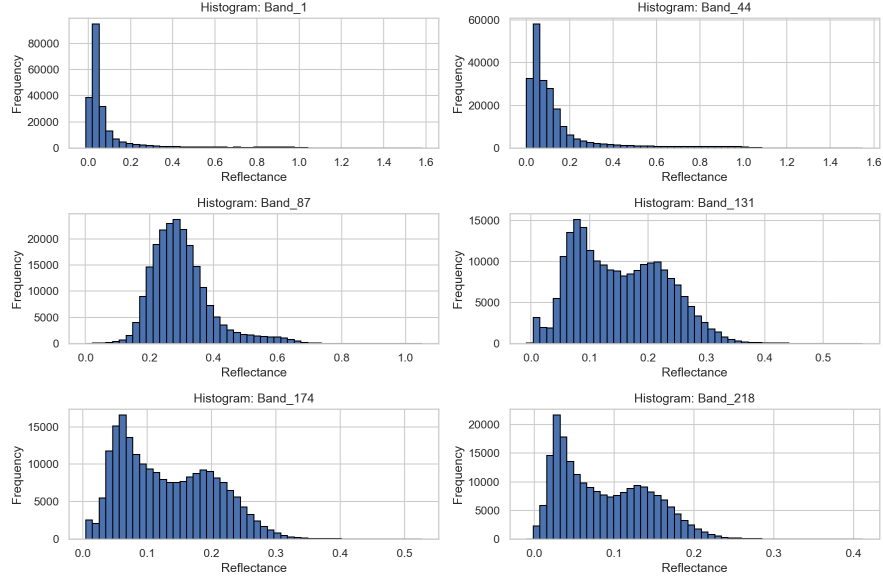 Histogram: Band_1
Frequency
80000
60000
40000
20000
0
0.0 0.2 0.4 0.6 0.8 1.0 1.2 1.4 1.6
Reflectance
Histogram: Band_44
Frequency
60000
40000
20000
0
0.0 0.2 0.4 0.6 0.8 1.0 1.2 1.4 1.6
Reflectance
Histogram: Band_87
Frequency
20000
15000
10000
5000
0
0.0 0.2 0.4 0.6 0.8 1.0
Reflectance
Histogram: Band_131
Frequency
15000
10000
5000
0
0.0 0.1 0.2 0.3 0.4 0.5
Reflectance
Histogram: Band_174
Frequency
15000
10000
5000
0
0.0 0.1 0.2 0.3 0.4 0.5
Reflectance
Histogram: Band_218
Frequency
20000
15000
10000
5000
0
0.0 0.1 0.2 0.3 0.4
Reflectance